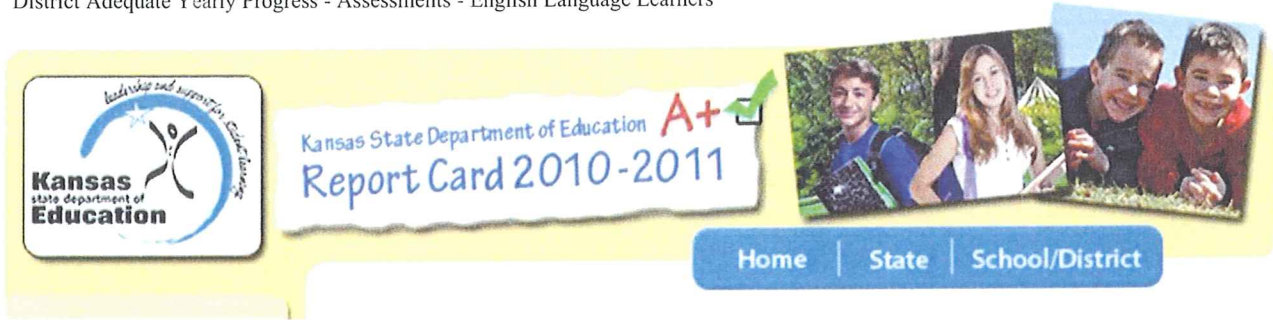 District Adequate Yearly Progress - Assessments - English Language Learners
leadership and support for student learning
Kansas
state department of
Education
Kansas State Department of Education A+
Report Card 2010-2011
Home | State | School/District